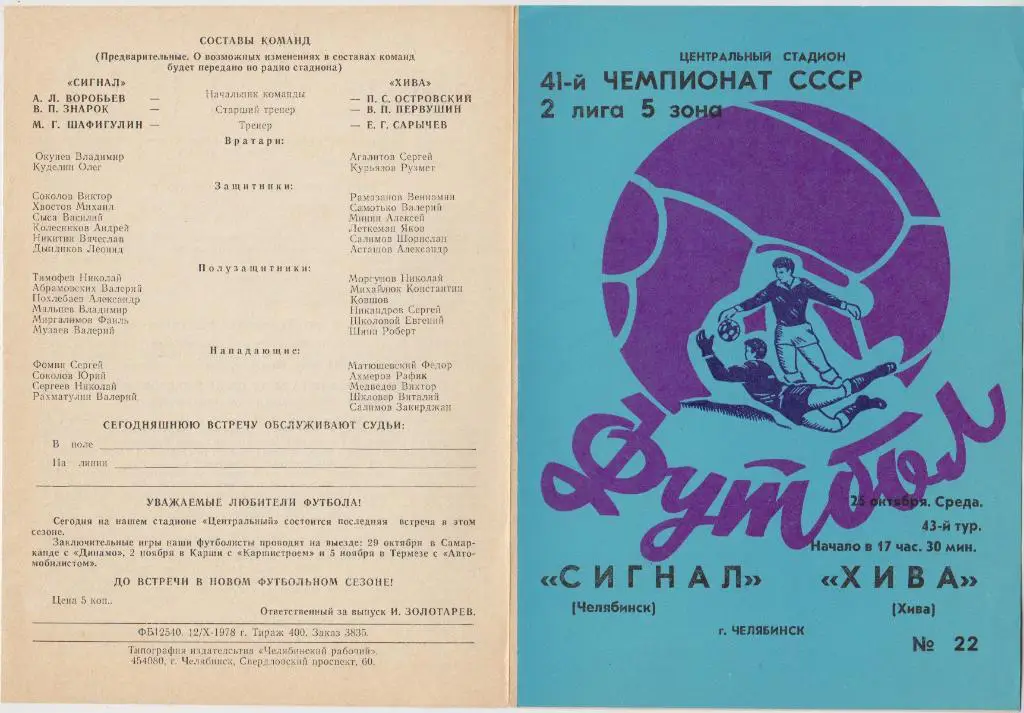 СОСТАВЫ КОМАНД
(Предварительные. О возможных изменениях в составах команд
будет передано по радио стадиона)
«СИГНАЛ» «ХИВА»
А. Л. ВОРОБЬЕВ — Начальник команды — П. С. ОСТРОВСКИЙ
В. П. ЗНАРОК — Старший тренер — В. П. ПЕРВУШИН
М. Г. ШАФИГУЛИН — Тренер — Е. Г. САРЫЧЕВ
Вратари:
Окунев Владимир Агалитов Сергей
Куделин Олег Курьязов Рузмет
Защитники:
Соколов Виктор Рамазанов Вениамин
Хвостов Михаил Самотько Валерий
Сыса Василий Минин Алексей
Колесников Андрей Леткеман Яков
Никитин Вячеслав Салимов Шорислан
Дындиков Леонид Асташов Александр
Полузащитники:
Тимофев Николай Моргунов Николай
Абрамовских Валерий Михайлюк Константин
Похлебаев Александр Ковшов
Мальцев Владимир Никандров Сергей
Миргалимов Фаиль Школовой Евгений
Музаев Валерий Шинн Роберт
Нападающие:
Фомин Сергей Матюшевский Федор
Соколов Юрий Ахмеров Рафик
Сергеев Николай Медведев Виктор
Рахматулин Валерий Шкловер Виталий
Салимов Закирджан
СЕГОДНЯШНЮЮ ВСТРЕЧУ ОБСЛУЖИВАЮТ СУДЬИ:
В поле
На линии
УВАЖАЕМЫЕ ЛЮБИТЕЛИ ФУТБОЛА!
Сегодня на нашем стадионе «Центральный» состоится последняя встреча в этом
сезоне.
Заключительные игры наши футболисты проводят на выезде: 29 октября в Самар-
канде с «Динамо», 2 ноября в Карши с «Карпистроем» и 5 ноября в Термезе с «Авто-
мобилистом».
ДО ВСТРЕЧИ В НОВОМ ФУТБОЛЬНОМ СЕЗОНЕ!
Цена 5 коп..
Ответственный за выпуск И. ЗОЛОТАРЕВ.
ФБ12540. 12/X-1978 г. Тираж 400. Заказ 3835.
Типография издательства «Челябинский рабочий».
454080, г. Челябинск, Свердловский проспект, 60.
ЦЕНТРАЛЬНЫЙ СТАДИОН
41-й ЧЕМПИОНАТ СССР
2 лига 5 зона
Футбол
25 октября. Среда.
43-й тур.
Начало в 17 час. 30 мин.
«СИГНАЛ» «ХИВА»
(Челябинск) (Хива)
г. ЧЕЛЯБИНСК
№ 22